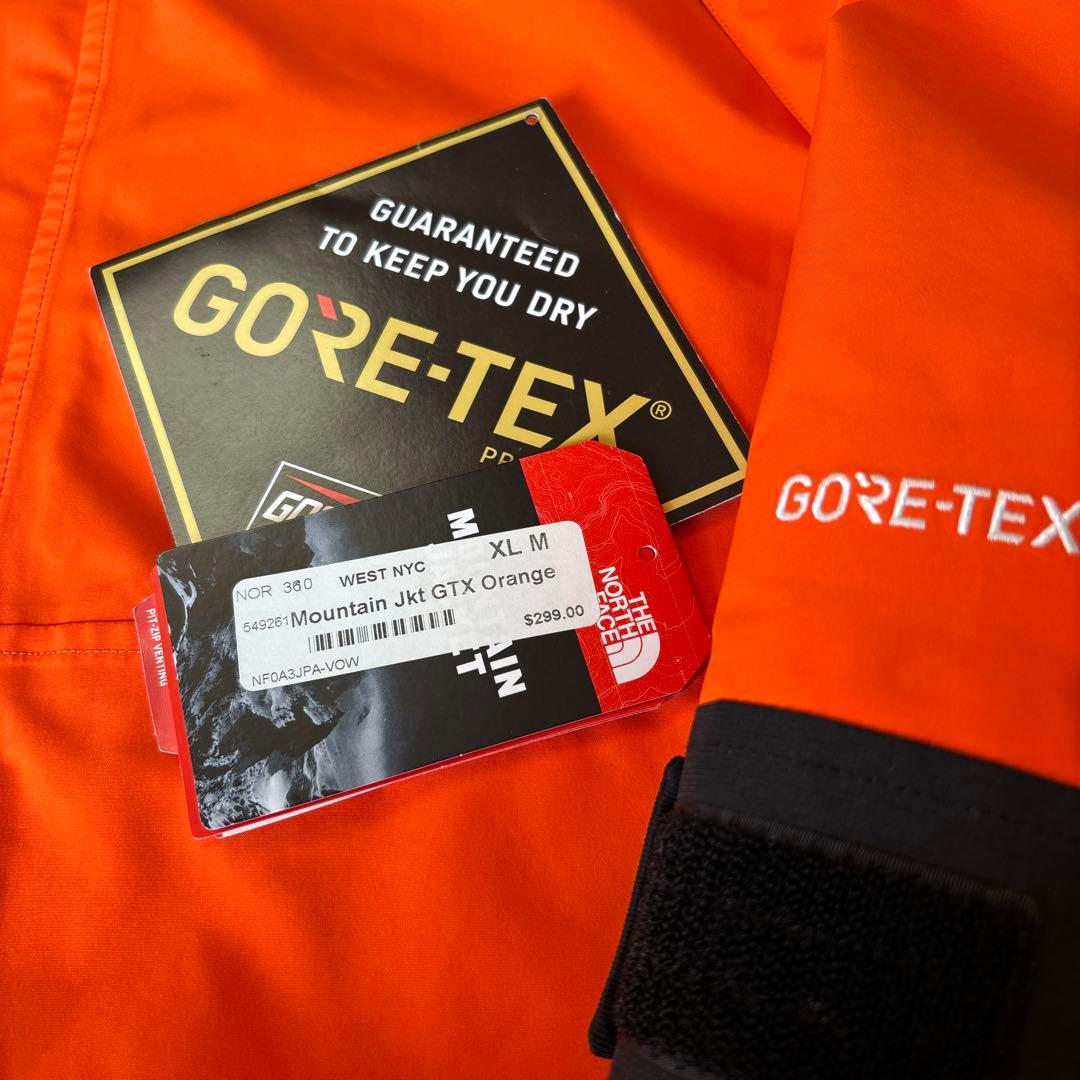 GUARANTEED
TO KEEP YOU DRY
GORE-TEX®
NOR 360 WEST NYC XL M
549261 Mountain Jkt GTX Orange
$299.00
NF0A3JPA-VOW
THE
NORTH
FACE
PIT-ZIP VENTING
GORE-TEX